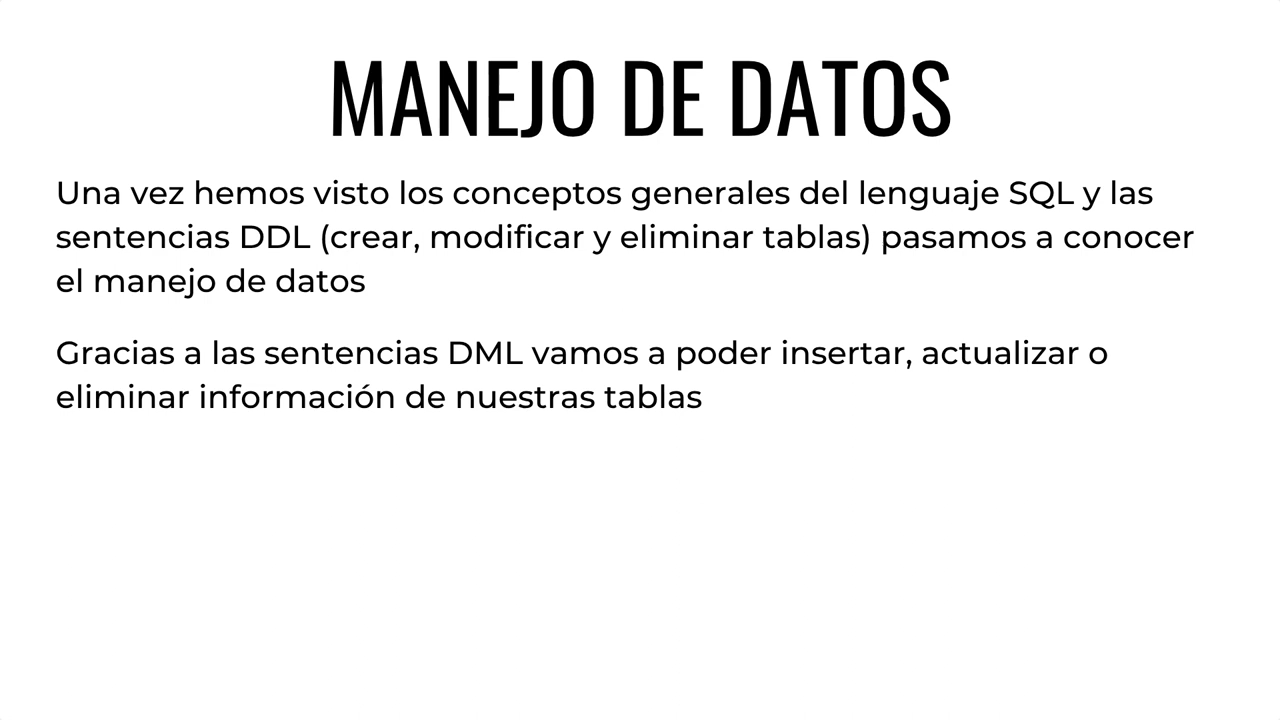 MANEJO DE DATOS
Una vez hemos visto los conceptos generales del lenguaje SQL y las
sentencias DDL (crear, modificar y eliminar tablas) pasamos a conocer
el manejo de datos
Gracias a las sentencias DML vamos a poder insertar, actualizar o
eliminar información de nuestras tablas